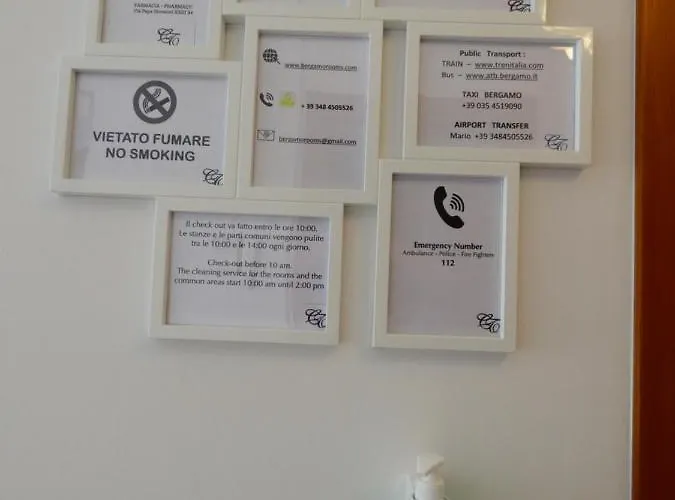 FARMACIA - PHARMACY
VIETATO FUMARE
NO SMOKING
www.bergamorooms.com
+ 39 348 4505526
bergamorooms@gmail.com
Public Transport :
TRAIN – www.trenitalia.com
Bus – www.atb.bergamo.it
TAXI BERGAMO
+39 035 4519090
AIRPORT TRANSFER
Mario +39 3484505526
Il check-out va fatto entro le ore 10:00.
Le stanze e le parti comuni vengono pulite
tra le 10:00 e le 14:00 ogni giorno.
Check-out before 10 am.
The cleaning service for the rooms and the
common areas start 10:00 am until 2:00 pm
Emergency Number
Ambulance - Police - Fire Fighters
112